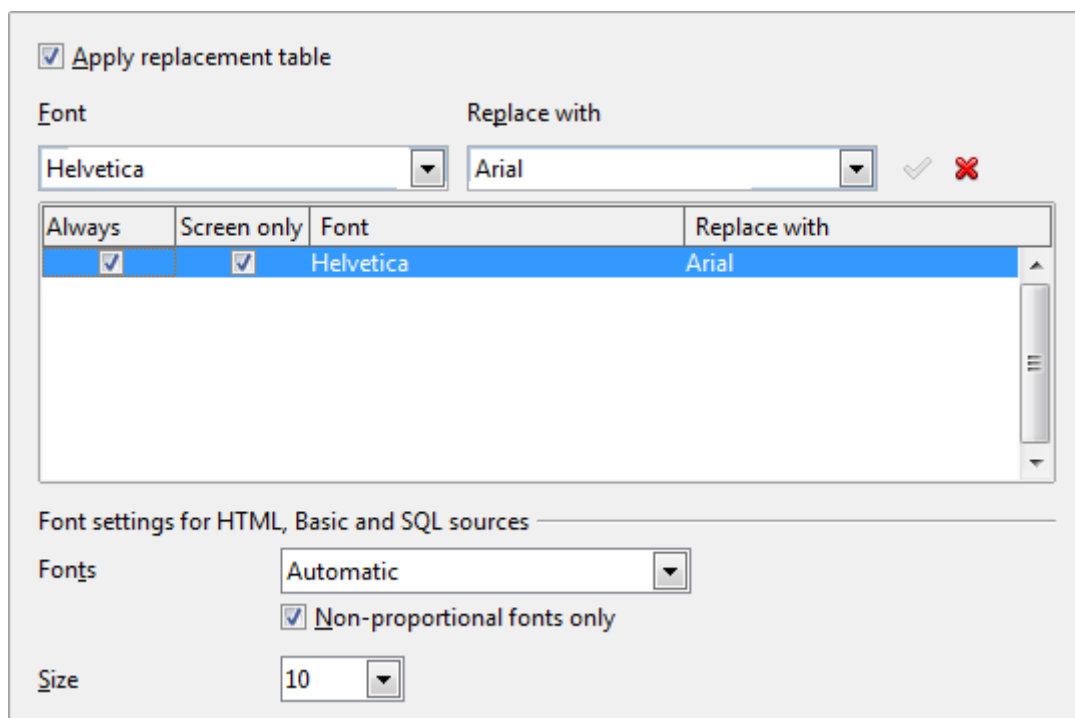 Apply replacement table
Font Replace with
Helvetica Arial
Always Screen only Font Replace with
Helvetica Arial
Font settings for HTML, Basic and SQL sources
Fonts Automatic
Non-proportional fonts only
Size 10